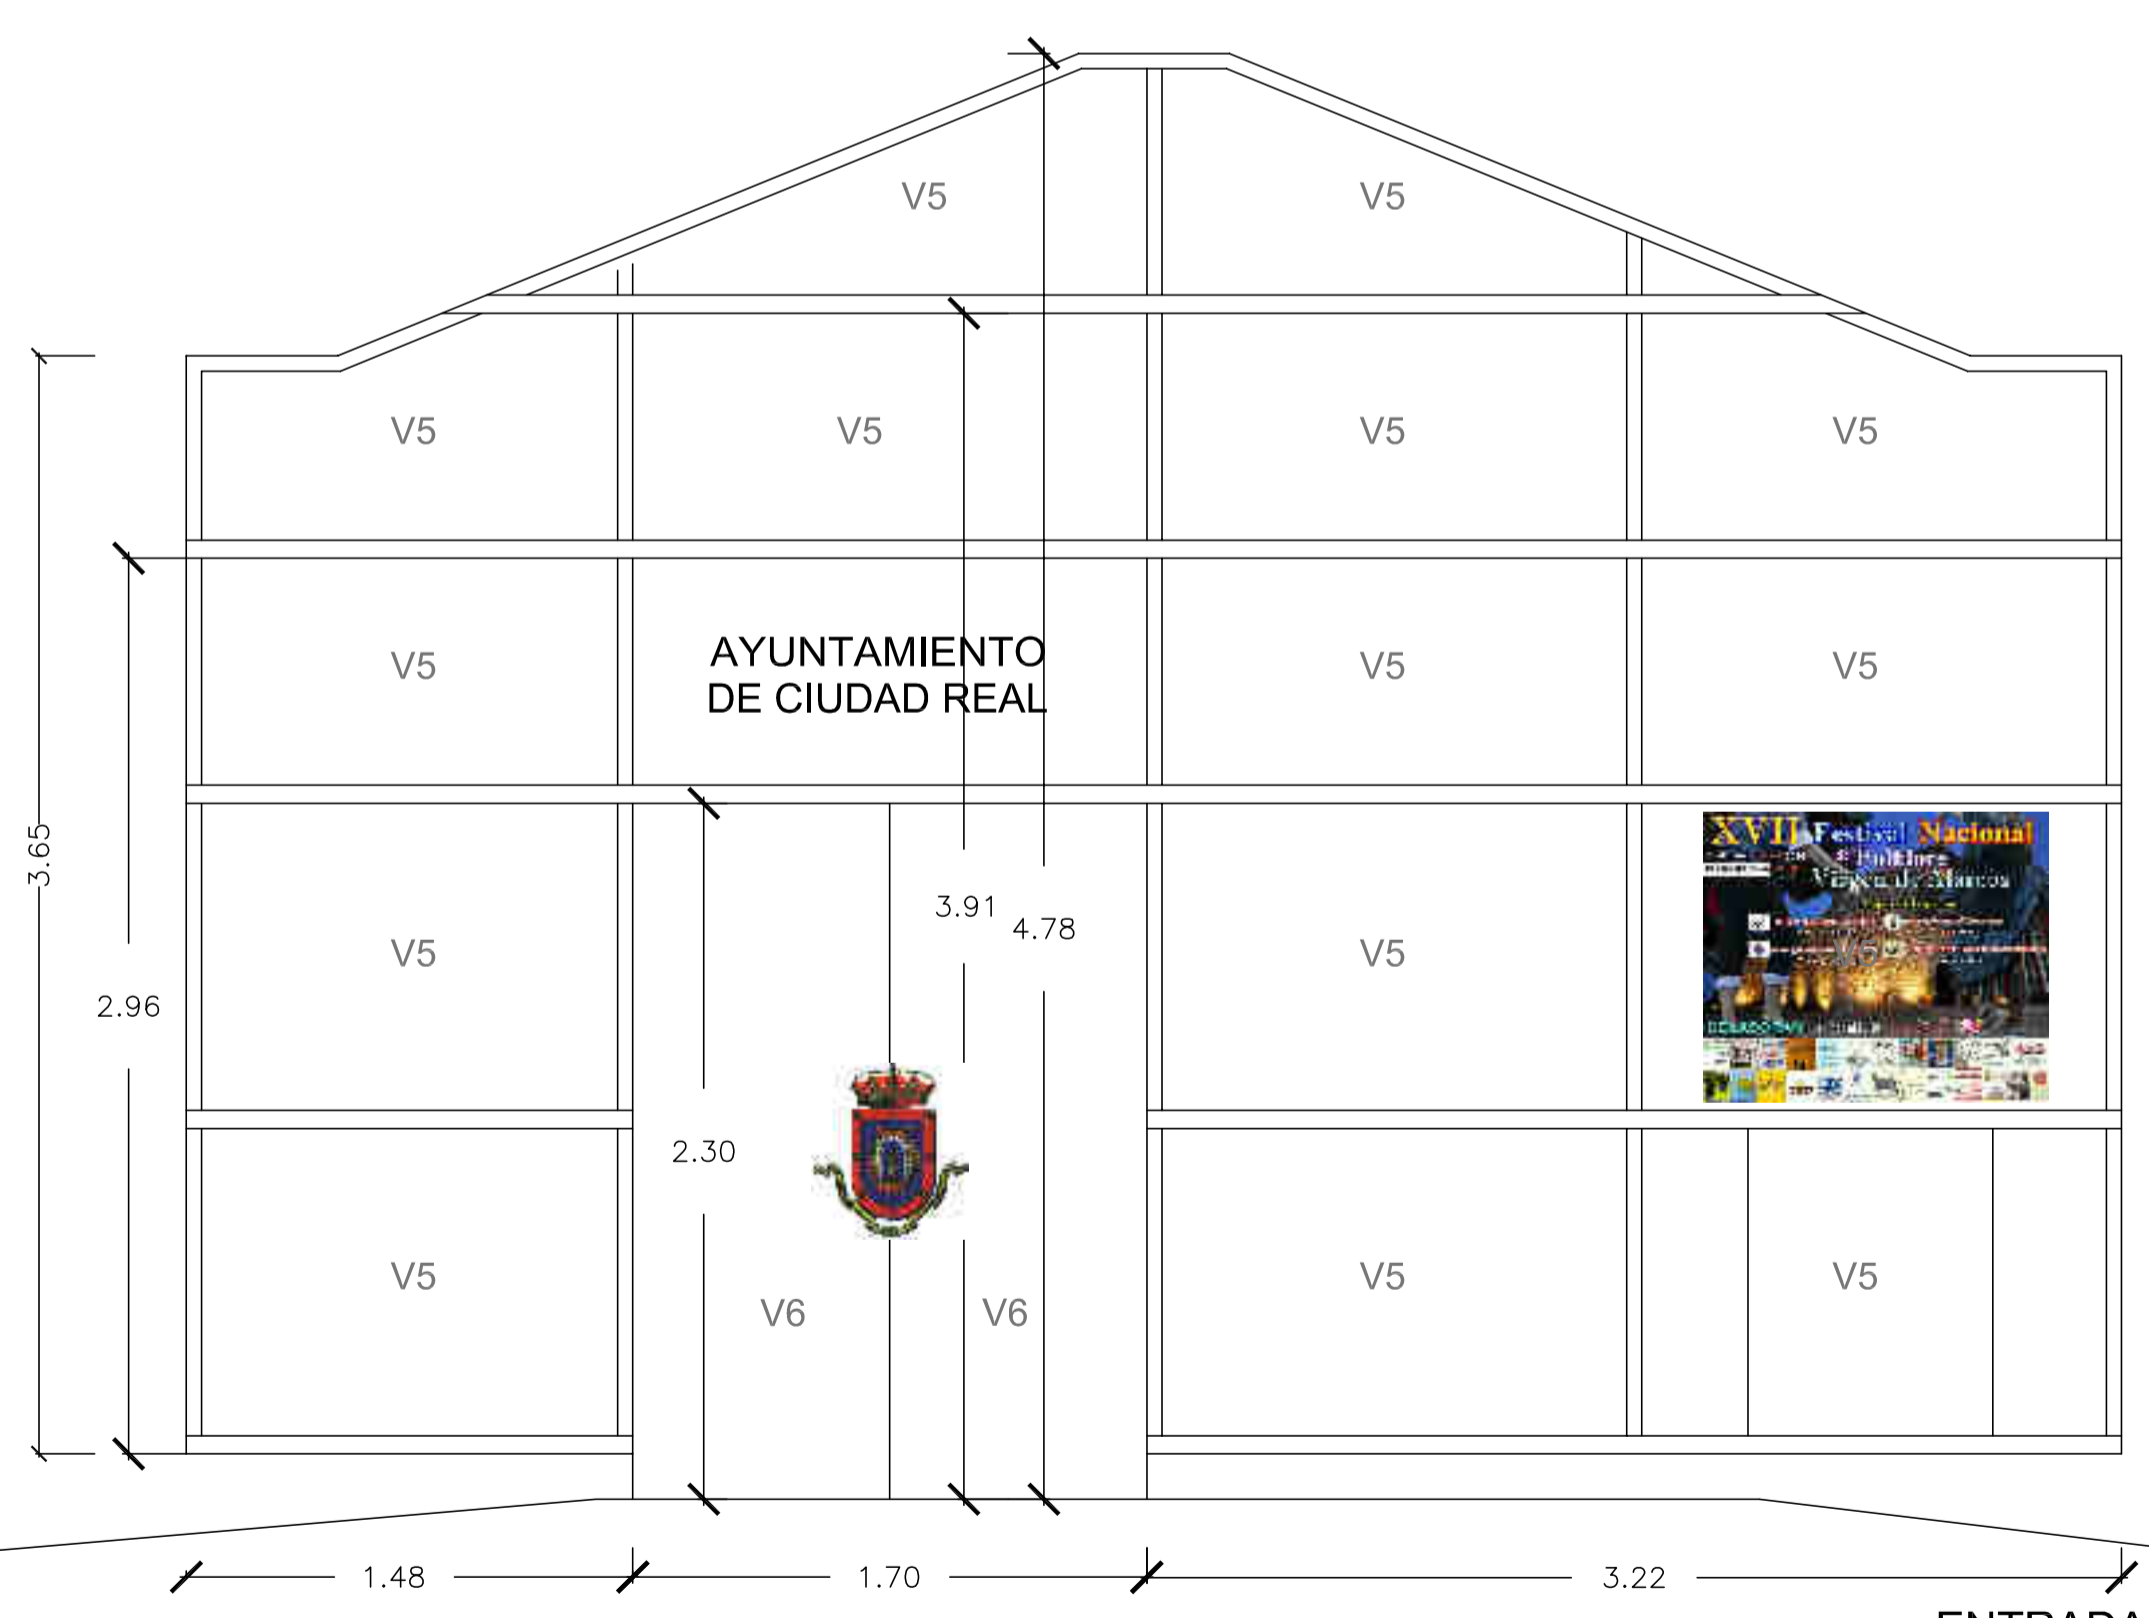 V5 V5
V5 V5 V5 V5
V5 AYUNTAMIENTO V5 V5
DE CIUDAD REAL
3.65
XVII Festival Nacional
V5 3.91 4.78 V5 V5
2.96
2.30
V5 V6 V6 V5 V5
1.48 1.70 3.22